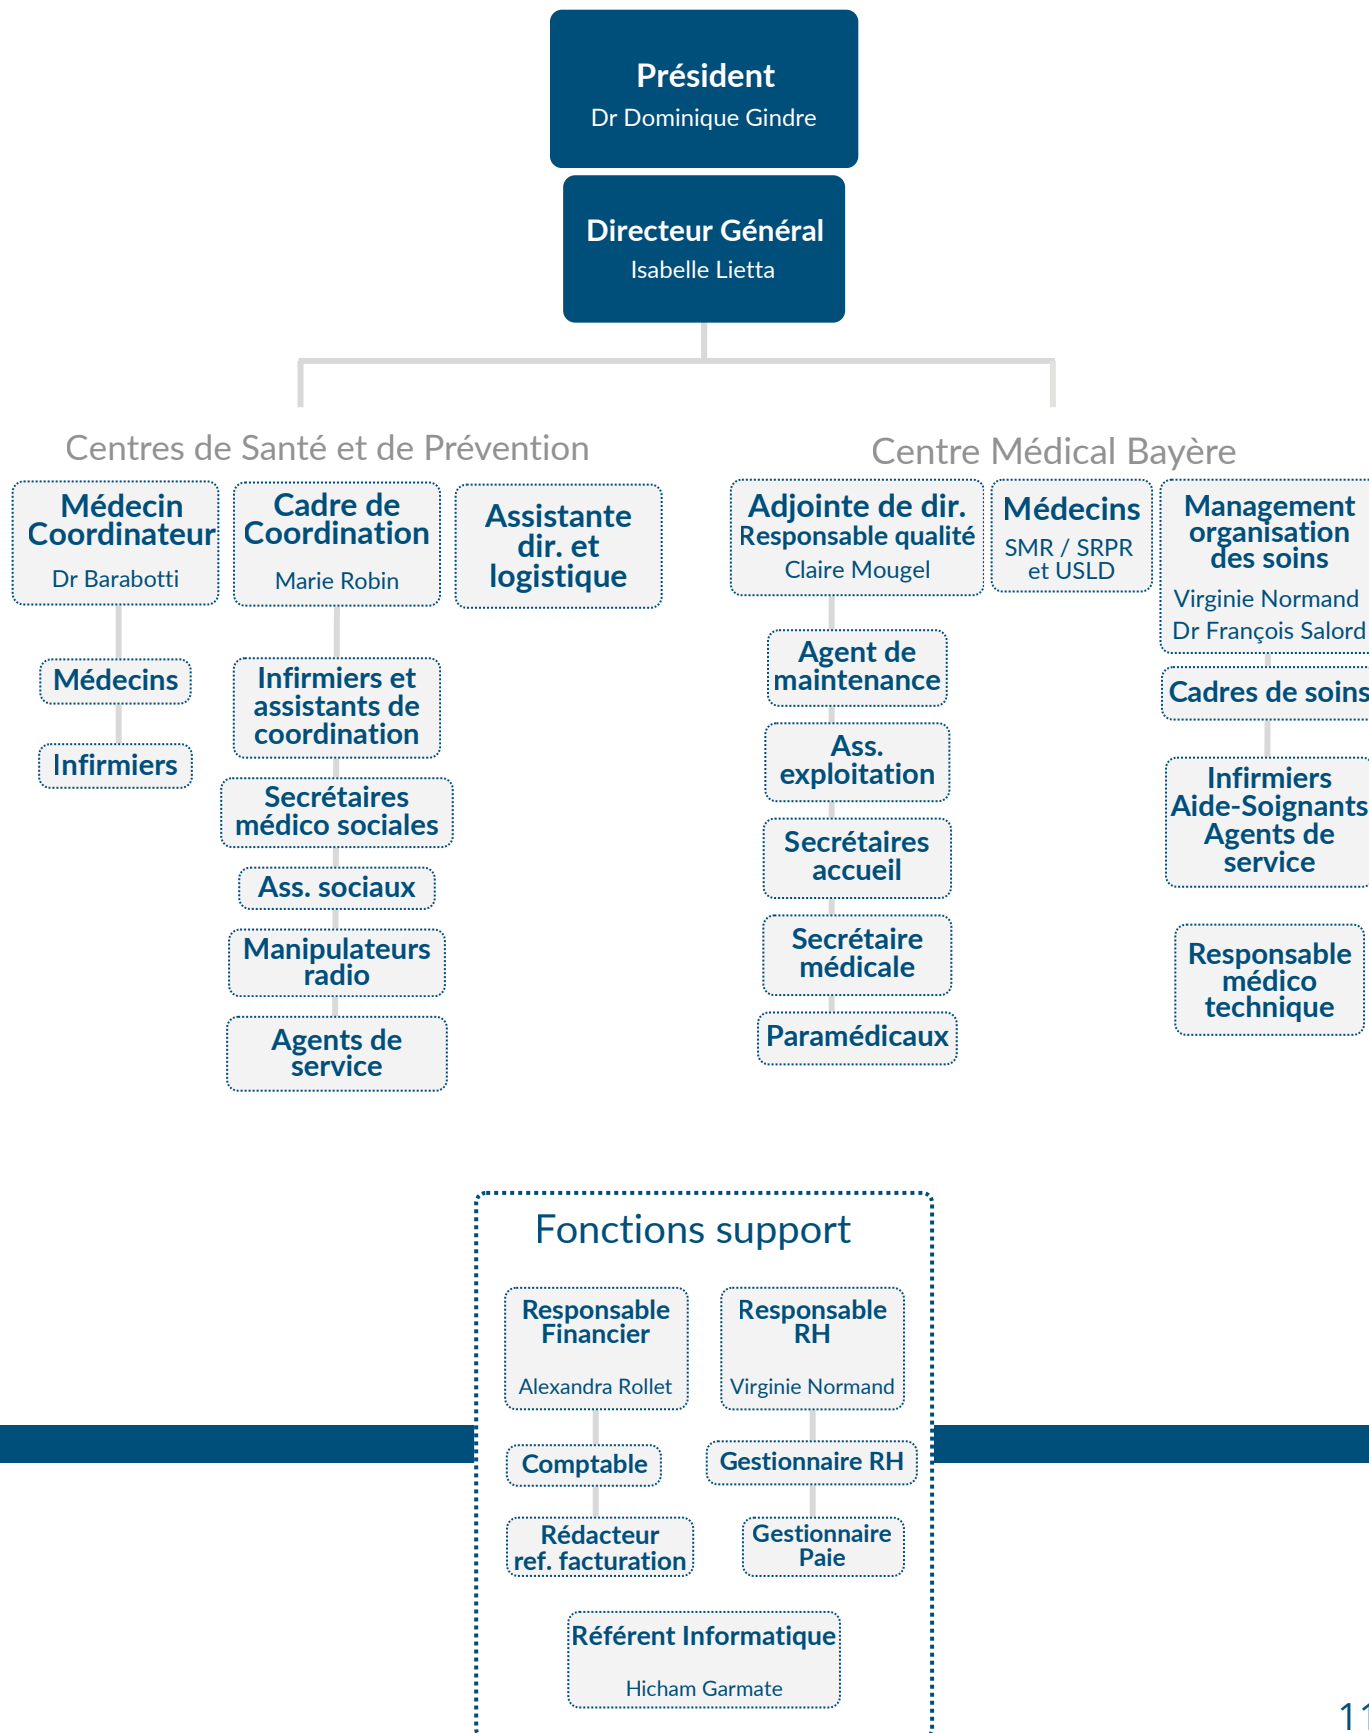 Président
Dr Dominique Gindre
Directeur Général
Isabelle Lietta
Centres de Santé et de Prévention
Médecin
Coordinateur
Dr Barabotti
Médecins
Infirmiers
Cadre de
Coordination
Marie Robin
Infirmiers et
assistants de
coordination
Secrétaires
médico sociales
Ass. sociaux
Manipulateurs
radio
Agents de
service
Assistante
dir. et
logistique
Centre Médical Bayère
Adjointe de dir.
Responsable qualité
Claire Mougel
Agent de
maintenance
Ass.
exploitation
Secrétaires
accueil
Secrétaire
médicale
Paramédicaux
Médecins
SMR / SRPR
et USLD
Management
organisation
des soins
Virginie Normand
Dr François Salord
Cadres de soins
Infirmiers
Aide-Soignants
Agents de
service
Responsable
médico
technique
Fonctions support
Responsable
Financier
Alexandra Rollet
Comptable
Rédacteur
ref. facturation
Responsable
RH
Virginie Normand
Gestionnaire RH
Gestionnaire
Paie
Référent Informatique
Hicham Garmate
11